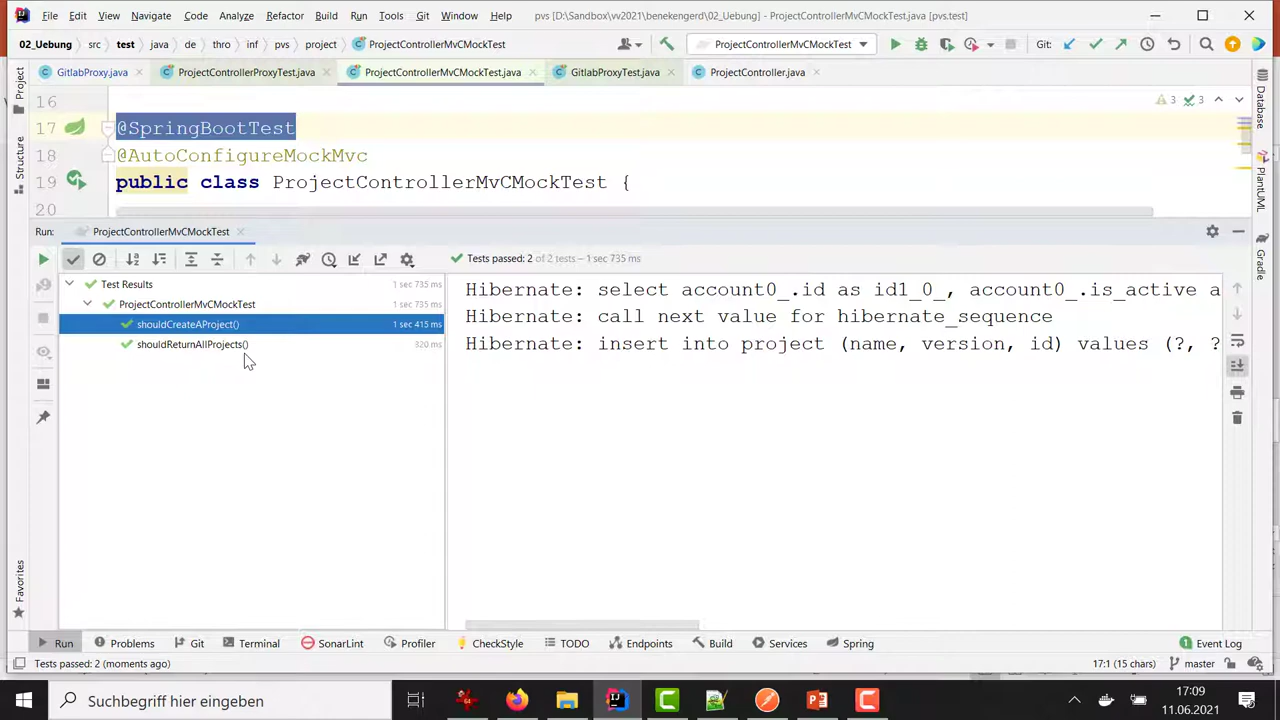 File Edit View Navigate Code Analyze Refactor Build Run Tools Git Window Help pvs [D:\Sandbox\vv2021\benekengerd\02_Uebung] - ProjectControllerMvCMockTest.java [pvs.test]
02_Uebung src test java de thro inf pvs project ProjectControllerMvCMockTest ProjectControllerMvCMockTest Git:
GitlabProxy.java ProjectControllerProxyTest.java ProjectControllerMvCMockTest.java GitlabProxyTest.java ProjectController.java
16 3 3
17 @SpringBootTest
18 @AutoConfigureMockMvc
19 public class ProjectControllerMvCMockTest {
20
Project
Structure
Favorites
Database
PlantUML
Gradle
Run: ProjectControllerMvCMockTest
Tests passed: 2 of 2 tests – 1 sec 735 ms
Test Results 1 sec 735 ms
ProjectControllerMvCMockTest 1 sec 735 ms
shouldCreateAProject() 1 sec 415 ms
shouldReturnAllProjects() 320 ms
Hibernate: select account0_.id as id1_0_, account0_.is_active a
Hibernate: call next value for hibernate_sequence
Hibernate: insert into project (name, version, id) values (?, ?
Run Problems Git Terminal SonarLint Profiler CheckStyle TODO Endpoints Build Services Spring Event Log
Tests passed: 2 (moments ago) 17:1 (15 chars) master
Suchbegriff hier eingeben
17:09
11.06.2021